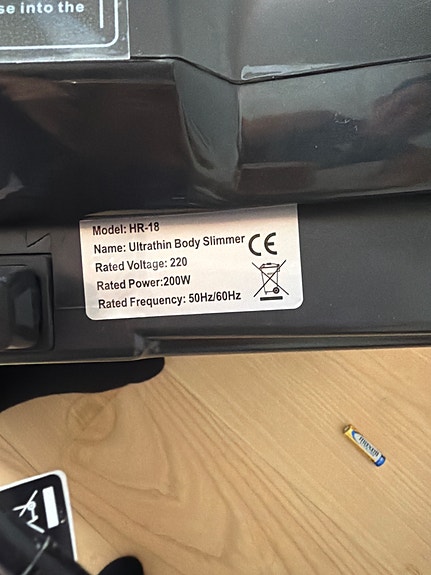 se into the
Model: HR-18
Name: Ultrathin Body Slimmer
CE
Rated Voltage: 220
Rated Power:200W
Rated Frequency: 50Hz/60Hz
maxell